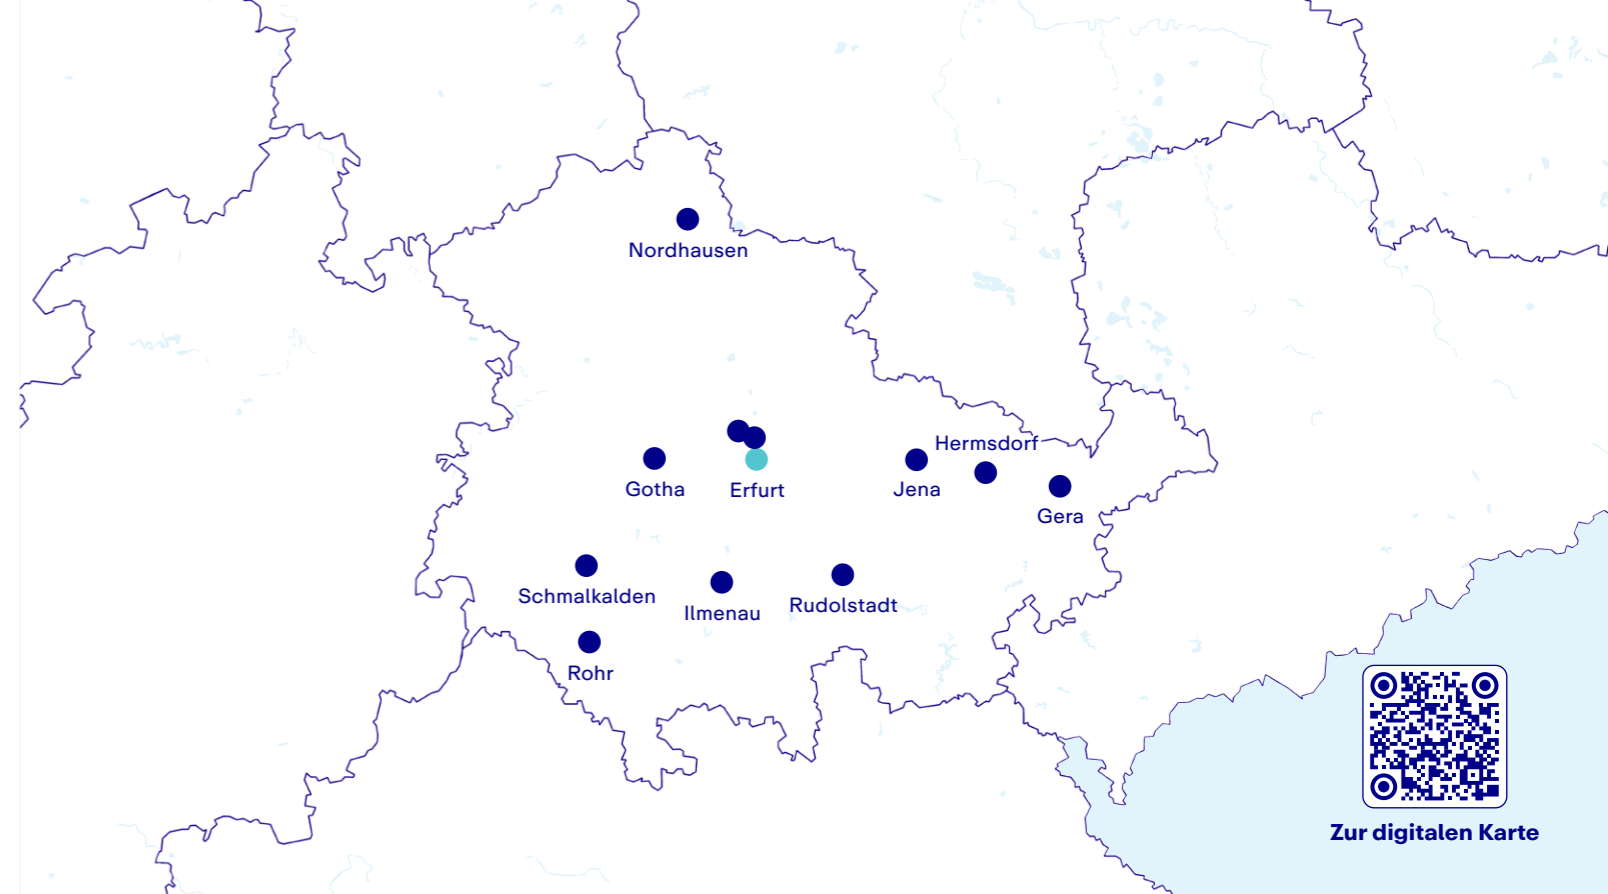 Nordhausen
Hermsdorf
Gotha
Erfurt
Jena
Gera
Schmalkalden
Ilmenau
Rudolstadt
Rohr
Zur digitalen Karte